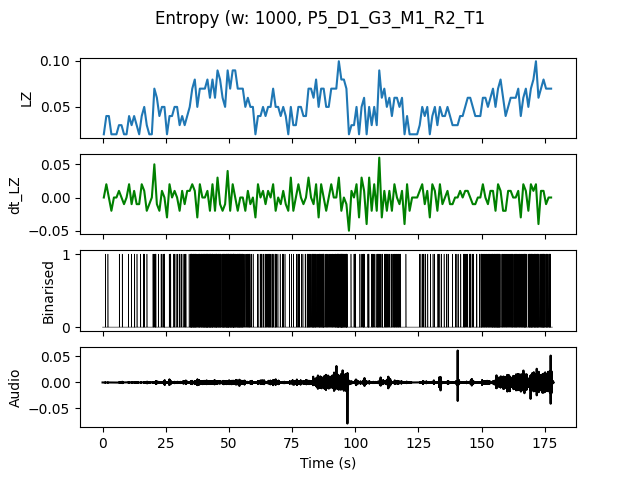 Entropy (w: 1000, P5_D1_G3_M1_R2_T1
0.10
0.05
LZ
0.05
0.00
−0.05
dt_LZ
1
0
Binarised
0.05
0.00
−0.05
Audio
0 25 50 75 100 125 150 175
Time (s)